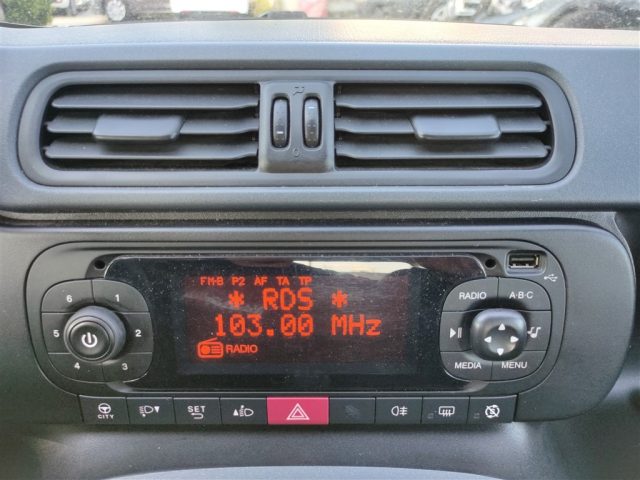 FM-B P2 AF TA TP
* RDS *
103.00 MHz
RADIO
6 1
5 2
4 3
RADIO A·B·C
MEDIA MENU
CITY SET